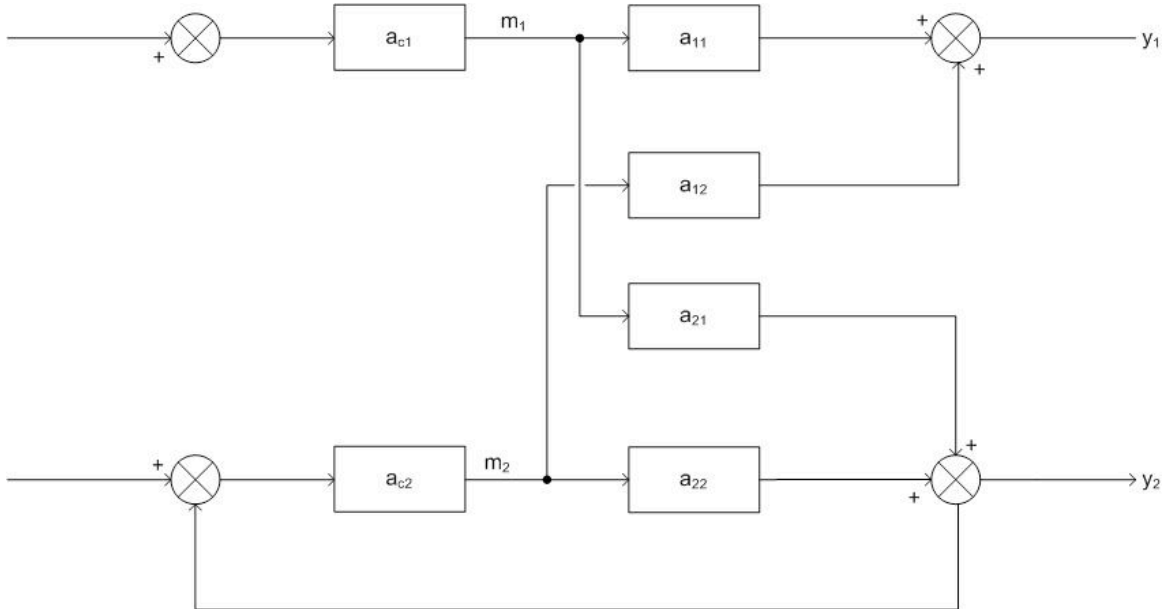 a_c1
m_1
a_11
+
+
+
y_1
a_12
a_21
+
+
a_c2
m_2
a_22
+
y_2